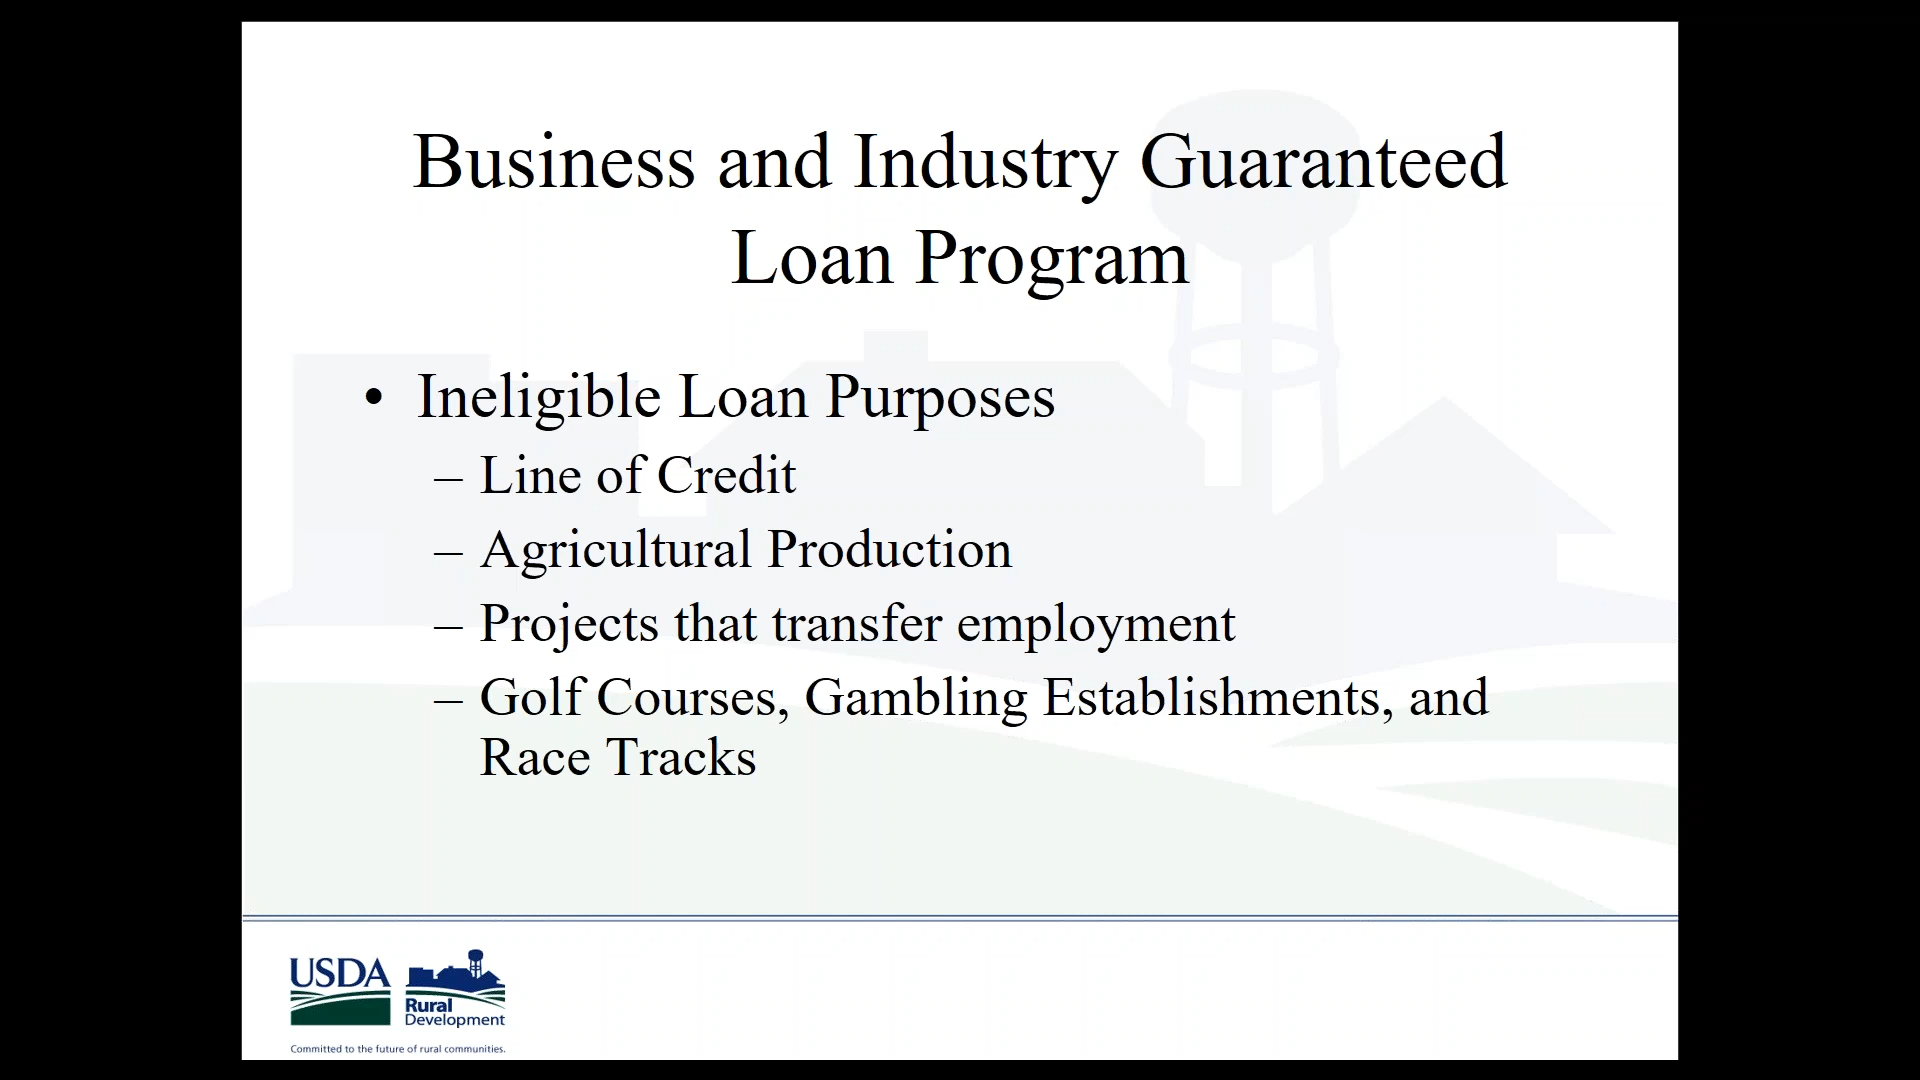 Business and Industry Guaranteed
Loan Program
• Ineligible Loan Purposes
– Line of Credit
– Agricultural Production
– Projects that transfer employment
– Golf Courses, Gambling Establishments, and
Race Tracks
USDA
Rural
Development
Committed to the future of rural communities.